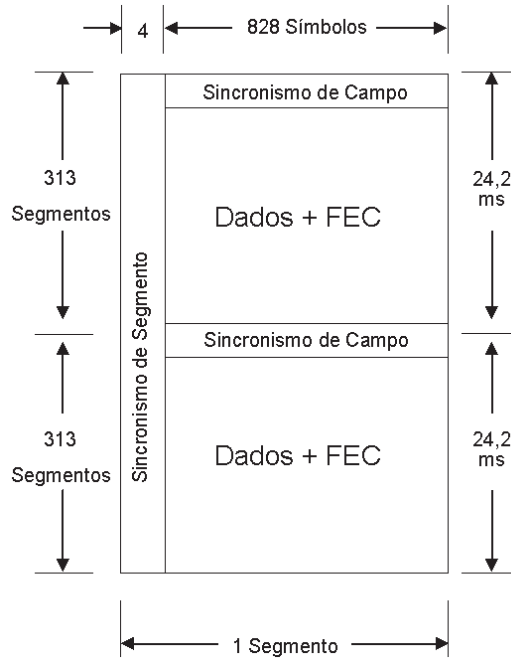 4
828 Símbolos
Sincronismo de Campo
313
Segmentos
24,2
ms
Dados + FEC
Sincronismo de Segmento
Sincronismo de Campo
313
Segmentos
24,2
ms
Dados + FEC
1 Segmento